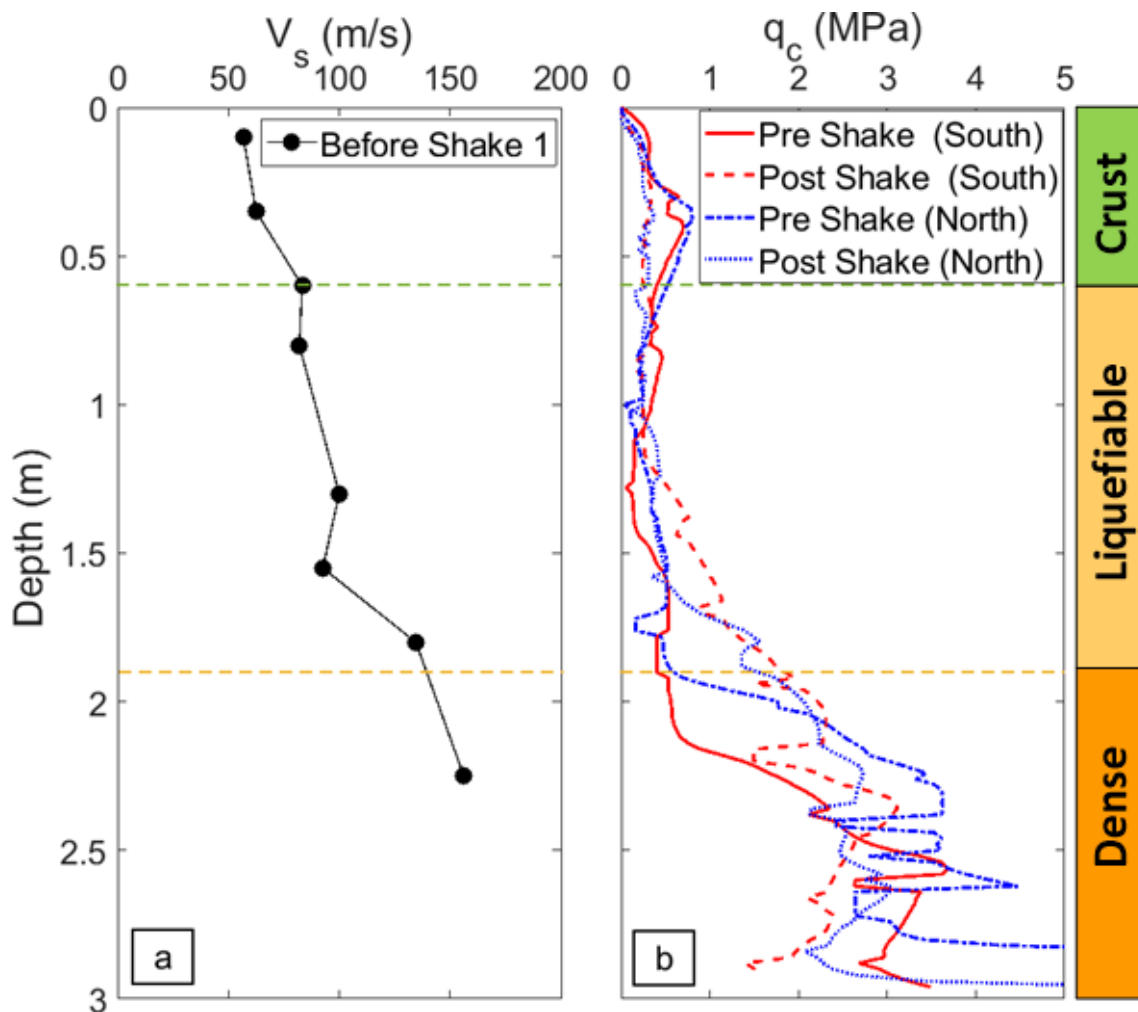 V_s (m/s)
0 50 100 150 200
Depth (m)
0
0.5
1
1.5
2
2.5
3
Before Shake 1
a
q_c (MPa)
0 1 2 3 4 5
Pre Shake (South)
Post Shake (South)
Pre Shake (North)
Post Shake (North)
b
Crust
Liquefiable
Dense